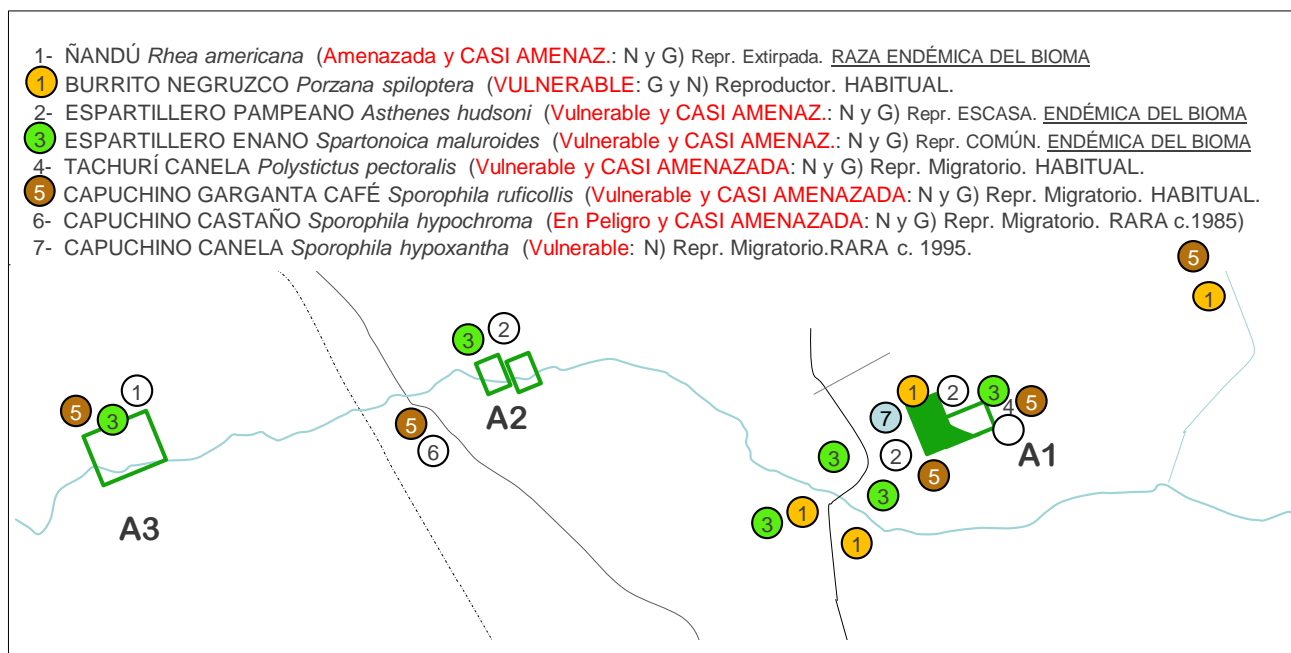 1- ÑANDÚ Rhea americana (Amenazada y CASI AMENAZ.: N y G) Repr. Extirpada. RAZA ENDÉMICA DEL BIOMA
1 BURRITO NEGRUZCO Porzana spiloptera (VULNERABLE: G y N) Reproductor. HABITUAL.
2- ESPARTILLERO PAMPEANO Asthenes hudsoni (Vulnerable y CASI AMENAZ.: N y G) Repr. ESCASA. ENDÉMICA DEL BIOMA
3 ESPARTILLERO ENANO Spartonoica maluroides (Vulnerable y CASI AMENAZ.: N y G) Repr. COMÚN. ENDÉMICA DEL BIOMA
4- TACHURÍ CANELA Polystictus pectoralis (Vulnerable y CASI AMENAZADA: N y G) Repr. Migratorio. HABITUAL.
5 CAPUCHINO GARGANTA CAFÉ Sporophila ruficollis (Vulnerable y CASI AMENAZADA: N y G) Repr. Migratorio. HABITUAL.
6- CAPUCHINO CASTAÑO Sporophila hypochroma (En Peligro y CASI AMENAZADA: N y G) Repr. Migratorio. RARA c.1985)
7- CAPUCHINO CANELA Sporophila hypoxantha (Vulnerable: N) Repr. Migratorio.RARA c. 1995.
5
1
3 2
1 2 3
5 3 1
4 5
7
5
6
A2
3 2 A1
5
3
3 1
A3
1